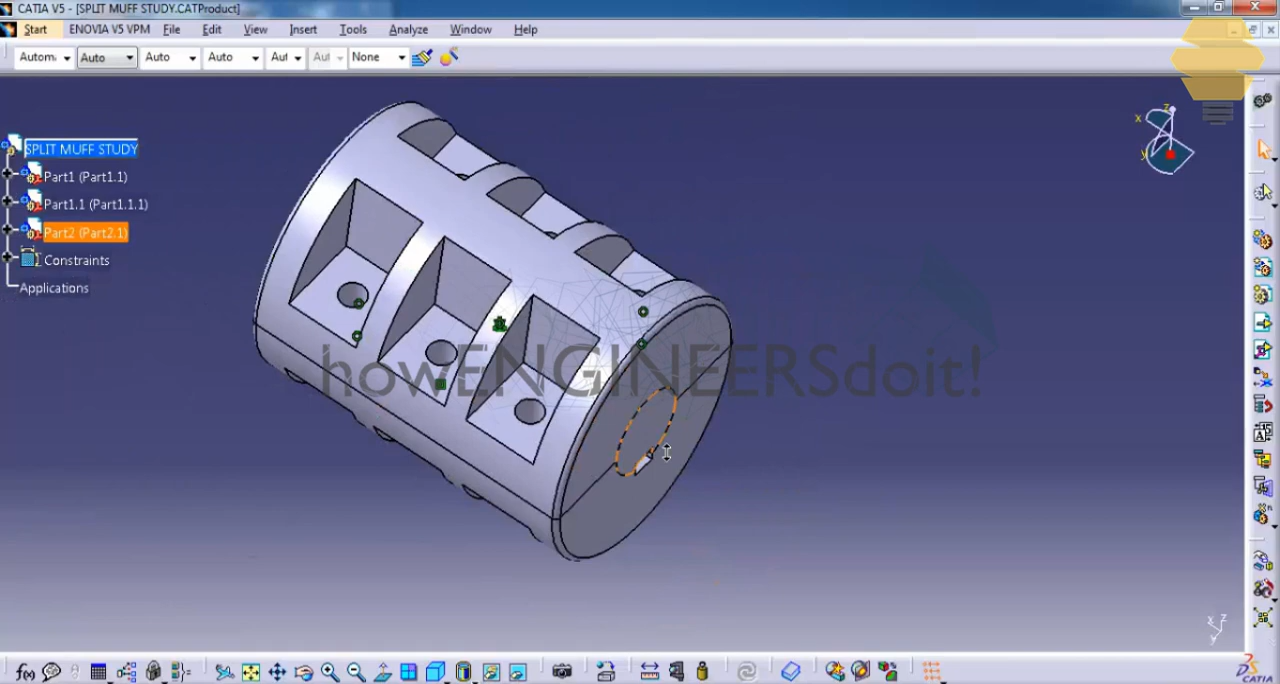 CATIA V5 - [SPLIT MUFF STUDY.CATProduct]
Start ENOVIA V5 VPM File Edit View Insert Tools Analyze Window Help
Autom. Auto Auto Auto Aut Aut None
SPLIT MUFF STUDY
Part1 (Part1.1)
Part1.1 (Part1.1.1)
Part2 (Part2.1)
Constraints
Applications
z
x
y
howENGINEERSdoit!
x z
y
f(x)
CATIA